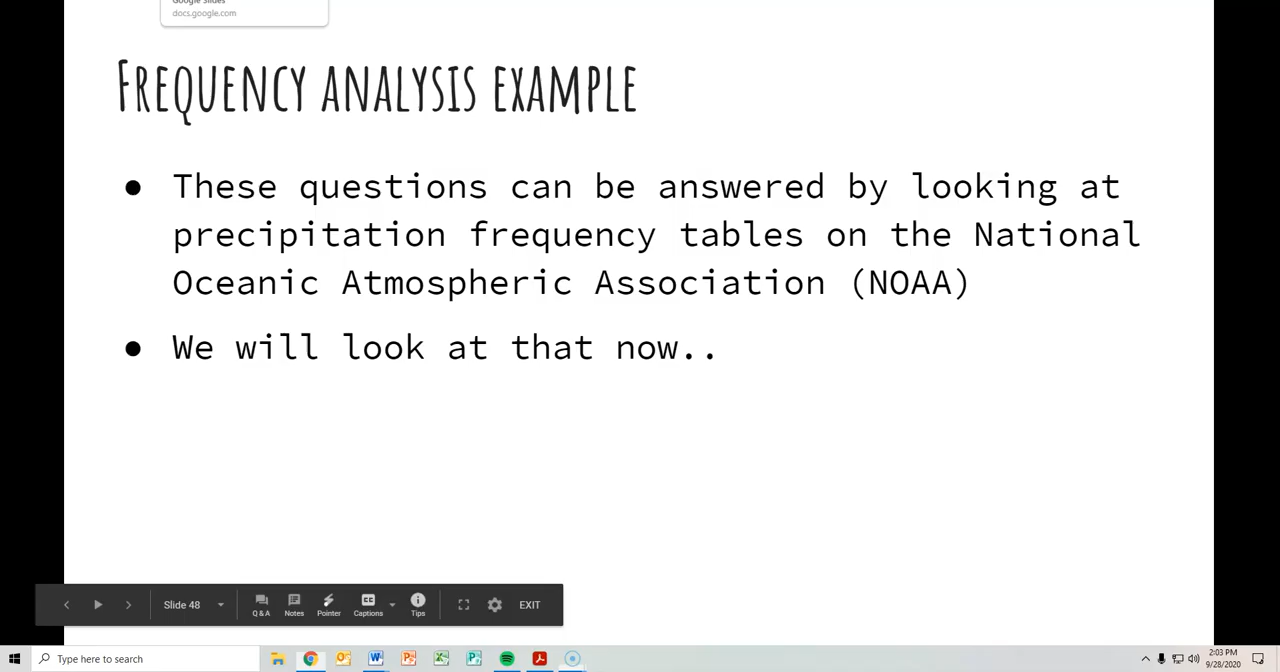 Google Slides
docs.google.com
Frequency analysis example
● These questions can be answered by looking at
precipitation frequency tables on the National
Oceanic Atmospheric Association (NOAA)
● We will look at that now..
Slide 48
Q & A
Notes
Pointer
Captions
Tips
EXIT
Type here to search
2:03 PM
9/28/2020